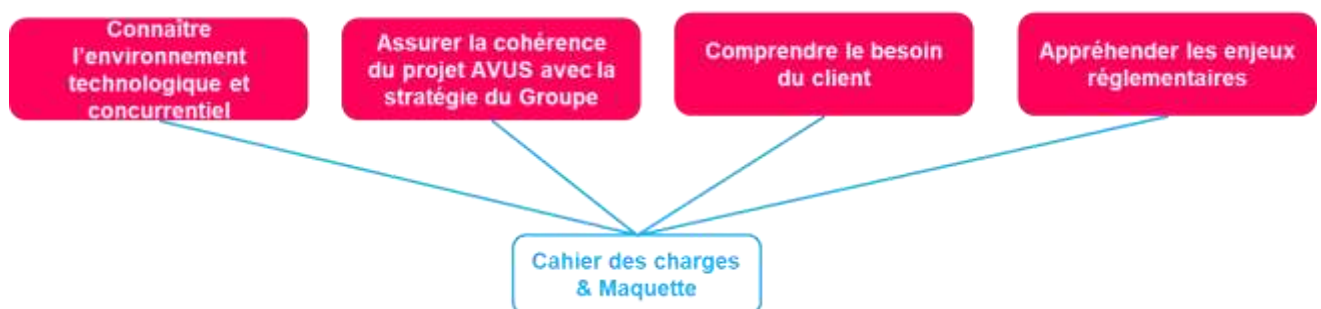 Connaître
l'environnement
technologique et
concurrentiel
Assurer la cohérence
du projet AVUS avec la
stratégie du Groupe
Comprendre le besoin
du client
Appréhender les enjeux
réglementaires
Cahier des charges
& Maquette